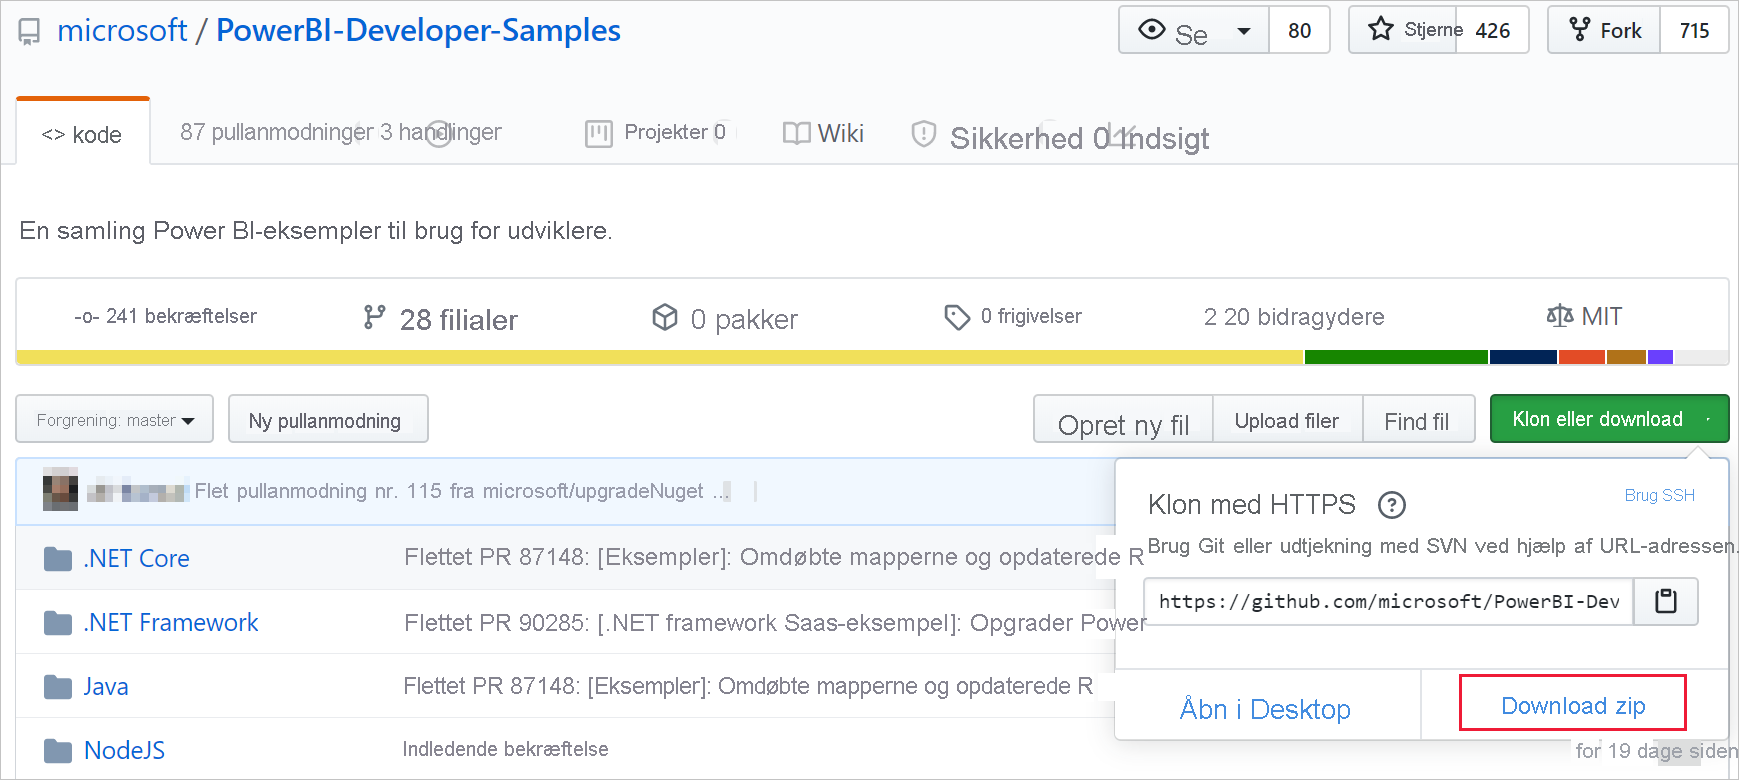 microsoft / PowerBI-Developer-Samples
Se 80 Stjerne 426 Fork 715
<> kode 87 pullanmodninger 3 handlinger Projekter 0 Wiki Sikkerhed 0 Indsigt
En samling Power BI-eksempler til brug for udviklere.
-o- 241 bekræftelser 28 filialer 0 pakker 0 frigivelser 2 20 bidragydere MIT
Forgrening: master Ny pullanmodning Opret ny fil Upload filer Find fil Klon eller download
Flet pullanmodning nr. 115 fra microsoft/upgradeNuget ...
Klon med HTTPS ? Brug SSH
Brug Git eller udtjekning med SVN ved hjælp af URL-adressen.
.NET Core Flettet PR 87148: [Eksempler]: Omdøbte mapperne og opdaterede R
https://github.com/microsoft/PowerBI-Dev
.NET Framework Flettet PR 90285: [.NET framework Saas-eksempel]: Opgrader Power
Java Flettet PR 87148: [Eksempler]: Omdøbte mapperne og opdaterede R
Åbn i Desktop Download zip
NodeJS Indledende bekræftelse for 19 dage siden